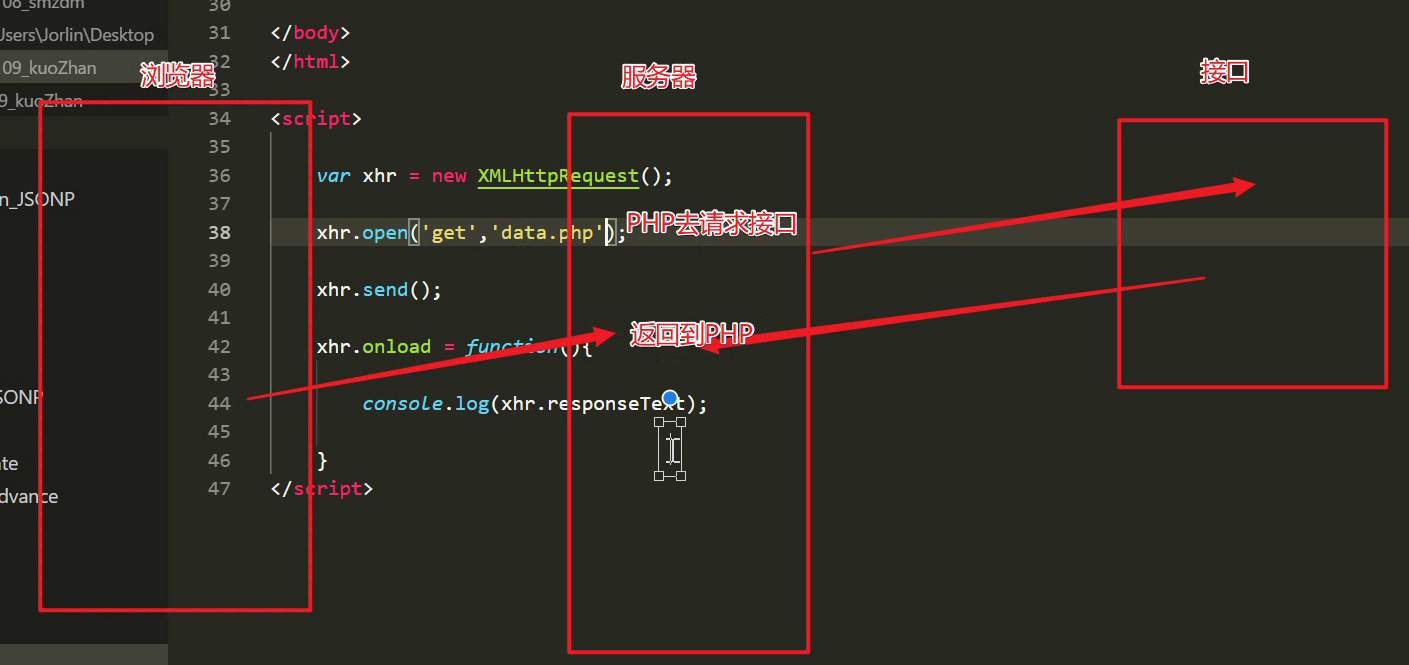 08_smzdm
Users\Jorlin\Desktop
09_kuoZhan
9_kuoZhan
n_JSONP
SONP
ate
dvance
浏览器
服务器
接口
30
31 </body>
32 </html>
33
34 <script>
35
36 var xhr = new XMLHttpRequest();
37
38 xhr.open('get','data.php');
PHP去请求接口
39
40 xhr.send();
41
返回到PHP
42 xhr.onload = function(){
43
44 console.log(xhr.responseText);
45
46 }
47 </script>